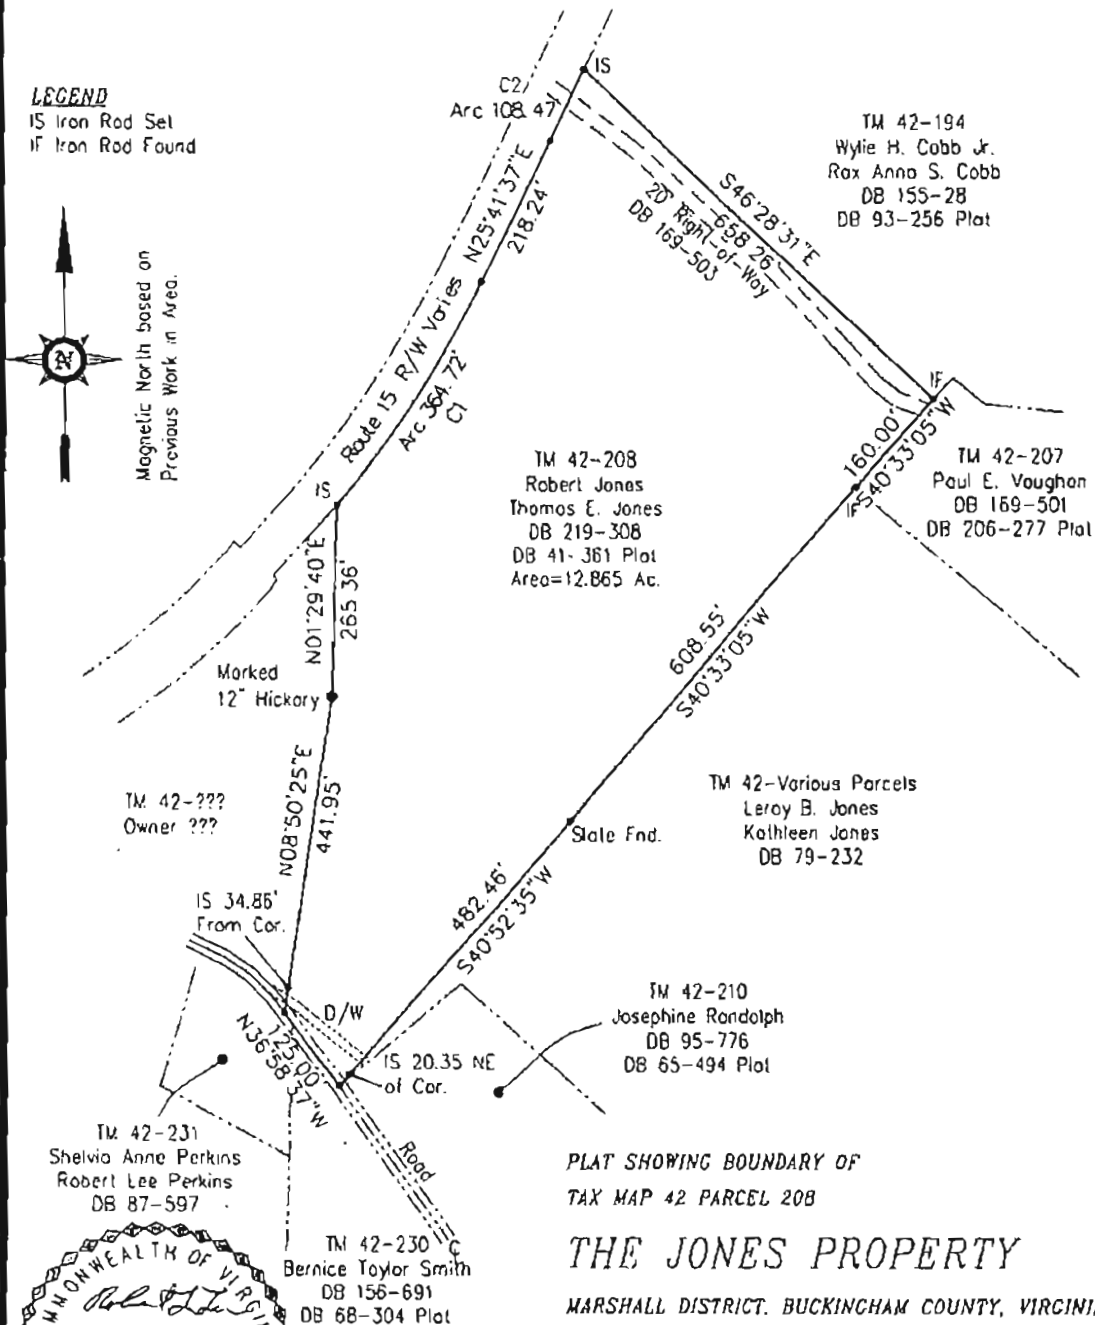 LEGEND
IS Iron Rod Set
IF Iron Rod Found
N
Magnetic North based on
Previous Work in Area.
IS
C2
Arc 108.47
N25°41'37"E
218.24'
Route 15 R/W Varies
Arc 364.72'
C1
S46°28'31"E
658.26
20' Right-of-Way
DB 169-503
TM 42-194
Wylie H. Cobb Jr.
Rox Anna S. Cobb
DB 155-28
DB 93-256 Plat
IF
160.00'
S40°33'05"W
IF
TM 42-207
Paul E. Vaughan
DB 169-501
DB 206-277 Plat
TM 42-208
Robert Jones
Thomas E. Jones
DB 219-308
DB 41-361 Plat
Area=12.865 Ac.
IS
N01°29'40"E
265.36'
Marked
12" Hickory
608.55'
S40°33'05"W
TM 42-???
Owner ???
N08°50'25"E
441.95'
TM 42-Various Parcels
Leroy B. Jones
Kathleen Jones
DB 79-232
Slate Fnd.
482.46'
S40°52'35"W
IS 34.86'
From Cor.
D/W
125.00'
N36°58'37"W
IS 20.35 NE
of Cor.
TM 42-210
Josephine Randolph
DB 95-776
DB 65-494 Plat
Road
TM 42-231
Shelvia Anne Perkins
Robert Lee Perkins
DB 87-597
TM 42-230
Bernice Taylor Smith
DB 156-691
DB 68-304 Plat
PLAT SHOWING BOUNDARY OF
TAX MAP 42 PARCEL 208
THE JONES PROPERTY
MARSHALL DISTRICT. BUCKINGHAM COUNTY, VIRGINI
MMONWEALTH OF VIRGI